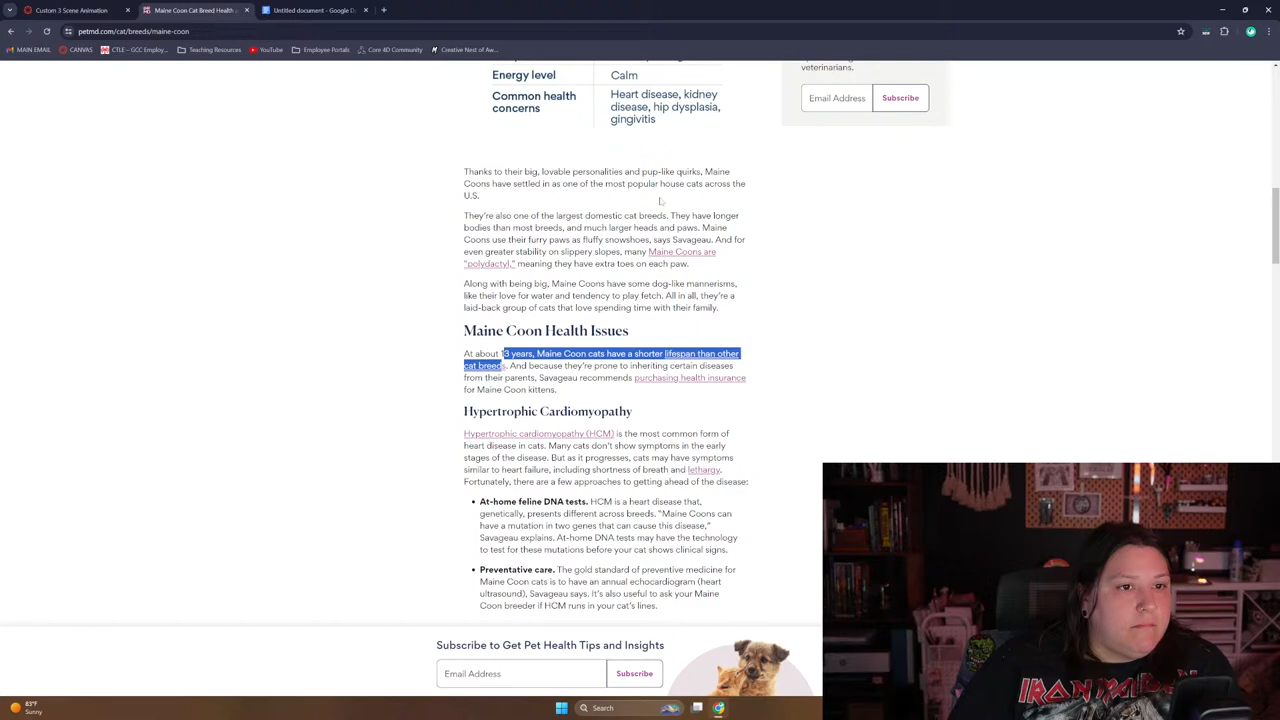 Custom 3 Scene Animation
Maine Coon Cat Breed Health
Untitled document - Google D
petmd.com/cat/breeds/maine-coon
MAIN EMAIL
CANVAS
CTLE – GCC Employ...
Teaching Resources
YouTube
Employee Portals
Core 4D Community
Creative Nest of Aw...
Energy level
Calm
Common health
concerns
Heart disease, kidney
disease, hip dysplasia,
gingivitis
veterinarians.
Email Address
Subscribe
Thanks to their big, lovable personalities and pup-like quirks, Maine
Coons have settled in as one of the most popular house cats across the
U.S.
They're also one of the largest domestic cat breeds. They have longer
bodies than most breeds, and much larger heads and paws. Maine
Coons use their furry paws as fluffy snowshoes, says Savageau. And for
even greater stability on slippery slopes, many Maine Coons are
"polydactyl," meaning they have extra toes on each paw.
Along with being big, Maine Coons have some dog-like mannerisms,
like their love for water and tendency to play fetch. All in all, they're a
laid-back group of cats that love spending time with their family.
Maine Coon Health Issues
At about 13 years, Maine Coon cats have a shorter lifespan than other
cat breeds. And because they're prone to inheriting certain diseases
from their parents, Savageau recommends purchasing health insurance
for Maine Coon kittens.
Hypertrophic Cardiomyopathy
Hypertrophic cardiomyopathy (HCM) is the most common form of
heart disease in cats. Many cats don't show symptoms in the early
stages of the disease. But as it progresses, cats may have symptoms
similar to heart failure, including shortness of breath and lethargy.
Fortunately, there are a few approaches to getting ahead of the disease:
• At-home feline DNA tests. HCM is a heart disease that,
genetically, presents different across breeds. "Maine Coons can
have a mutation in two genes that can cause this disease,"
Savageau explains. At-home DNA tests may have the technology
to test for these mutations before your cat shows clinical signs.
• Preventative care. The gold standard of preventive medicine for
Maine Coon cats is to have an annual echocardiogram (heart
ultrasound), Savageau says. It's also useful to ask your Maine
Coon breeder if HCM runs in your cat's lines.
Subscribe to Get Pet Health Tips and Insights
Email Address
Subscribe
IRON MAIDEN
83°F
Sunny
Search